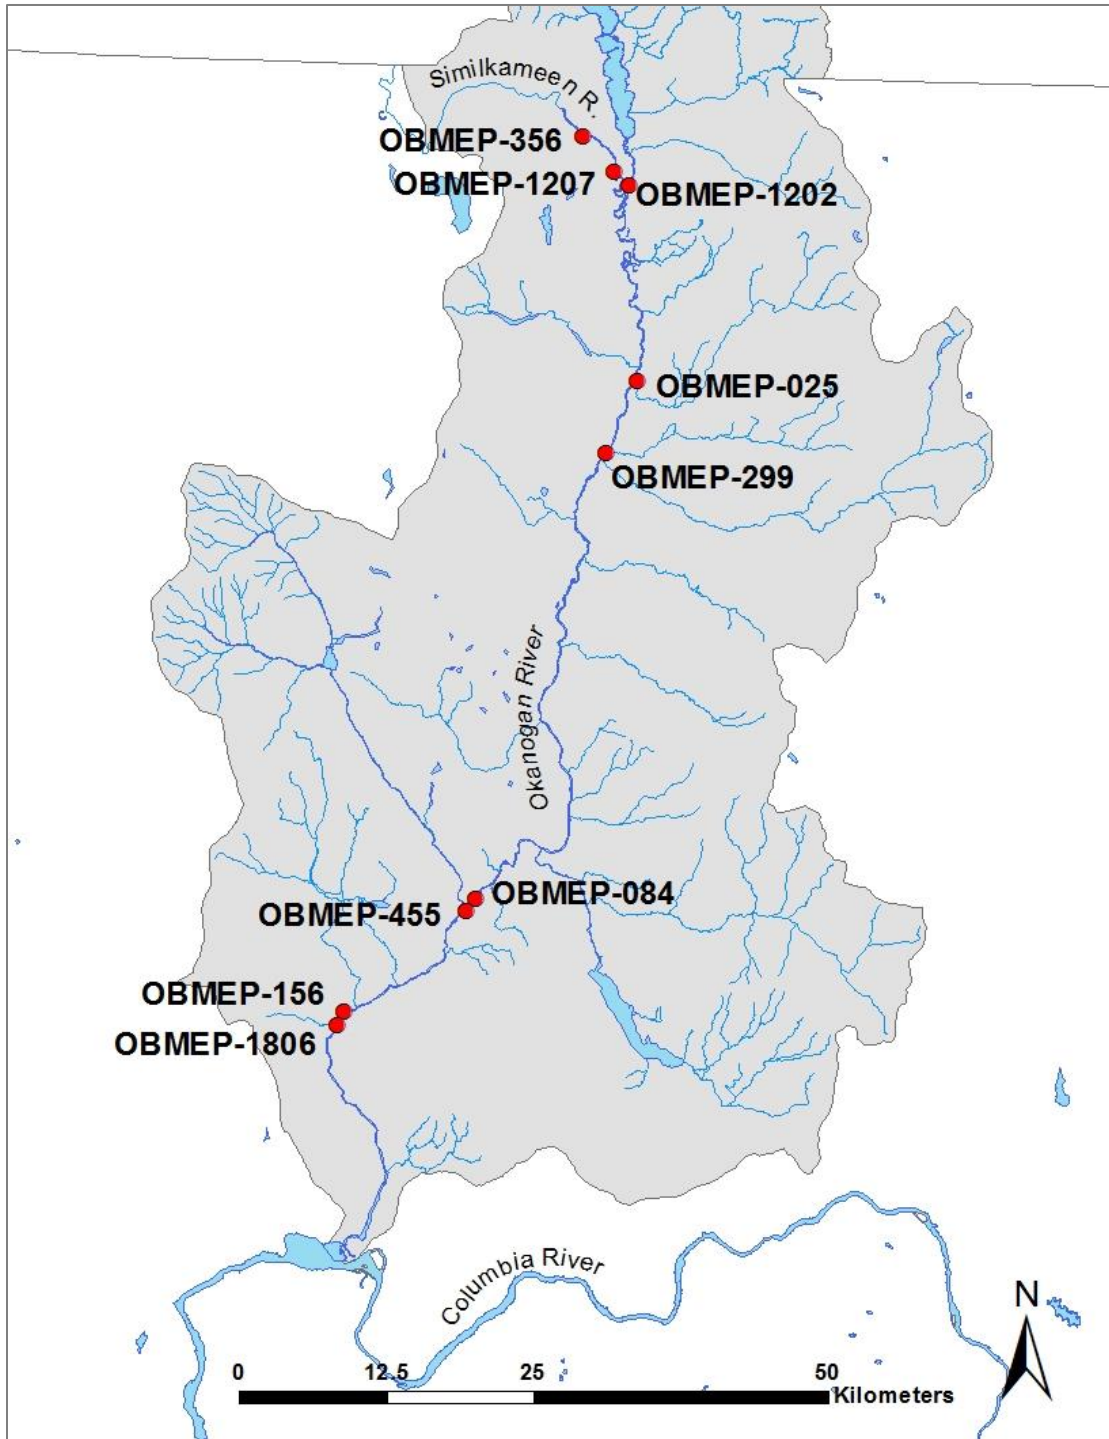 Similkameen R.
OBMEP-356
OBMEP-1207
OBMEP-1202
OBMEP-025
OBMEP-299
Okanogan River
OBMEP-084
OBMEP-455
OBMEP-156
OBMEP-1806
Columbia River
N
0 12.5 25 50
Kilometers